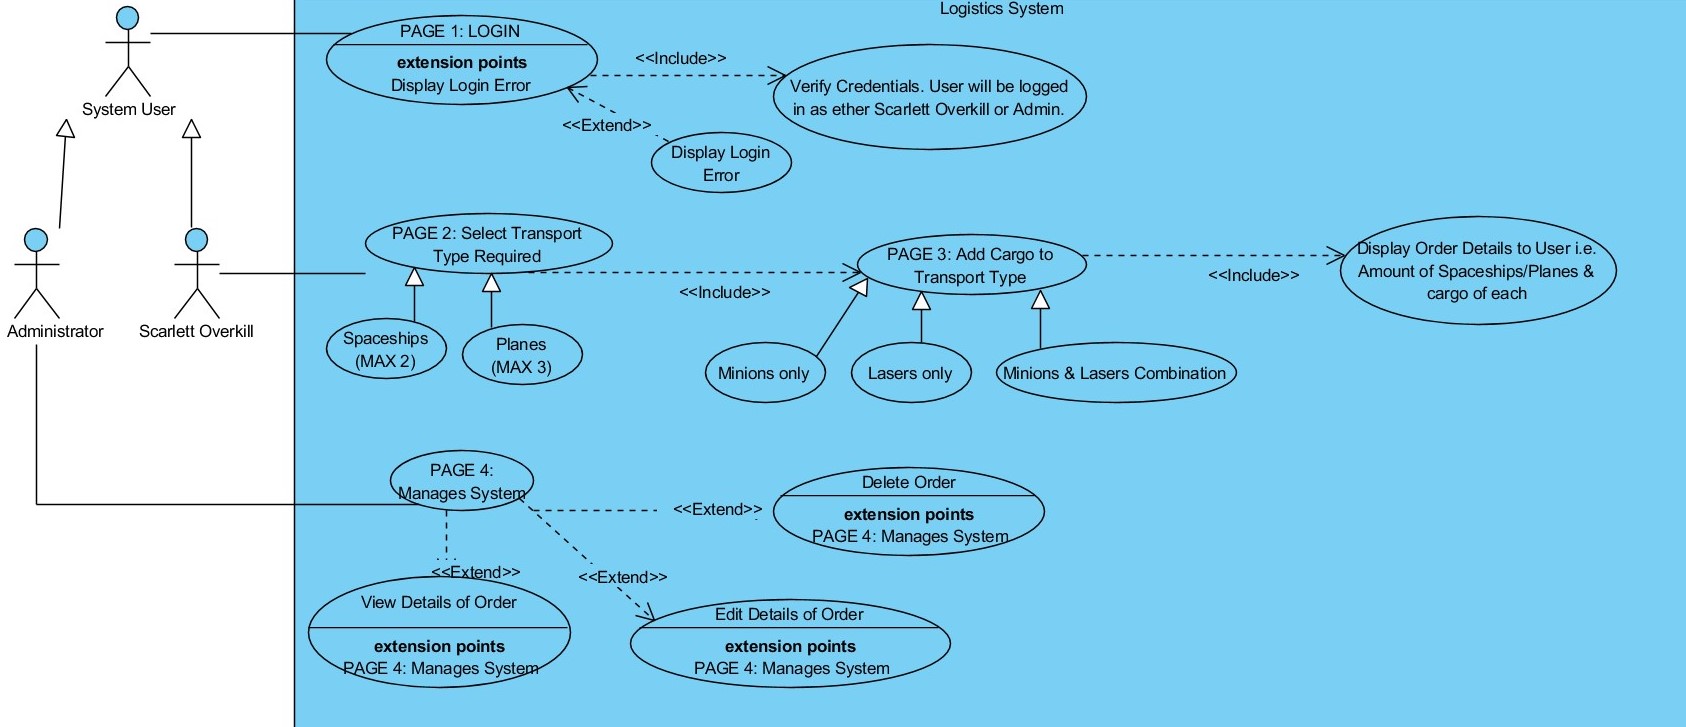 Logistics System
PAGE 1: LOGIN
extension points
Display Login Error
<<Include>>
Verify Credentials. User will be logged
in as ether Scarlett Overkill or Admin.
<<Extend>>
Display Login
Error
System User
Administrator
Scarlett Overkill
PAGE 2: Select Transport
Type Required
<<Include>>
PAGE 3: Add Cargo to
Transport Type
<<Include>>
Display Order Details to User i.e.
Amount of Spaceships/Planes &
cargo of each
Spaceships
(MAX 2)
Planes
(MAX 3)
Minions only
Lasers only
Minions & Lasers Combination
PAGE 4:
Manages System
<<Extend>>
Delete Order
extension points
PAGE 4: Manages System
<<Extend>>
View Details of Order
extension points
PAGE 4: Manages System
<<Extend>>
Edit Details of Order
extension points
PAGE 4: Manages System